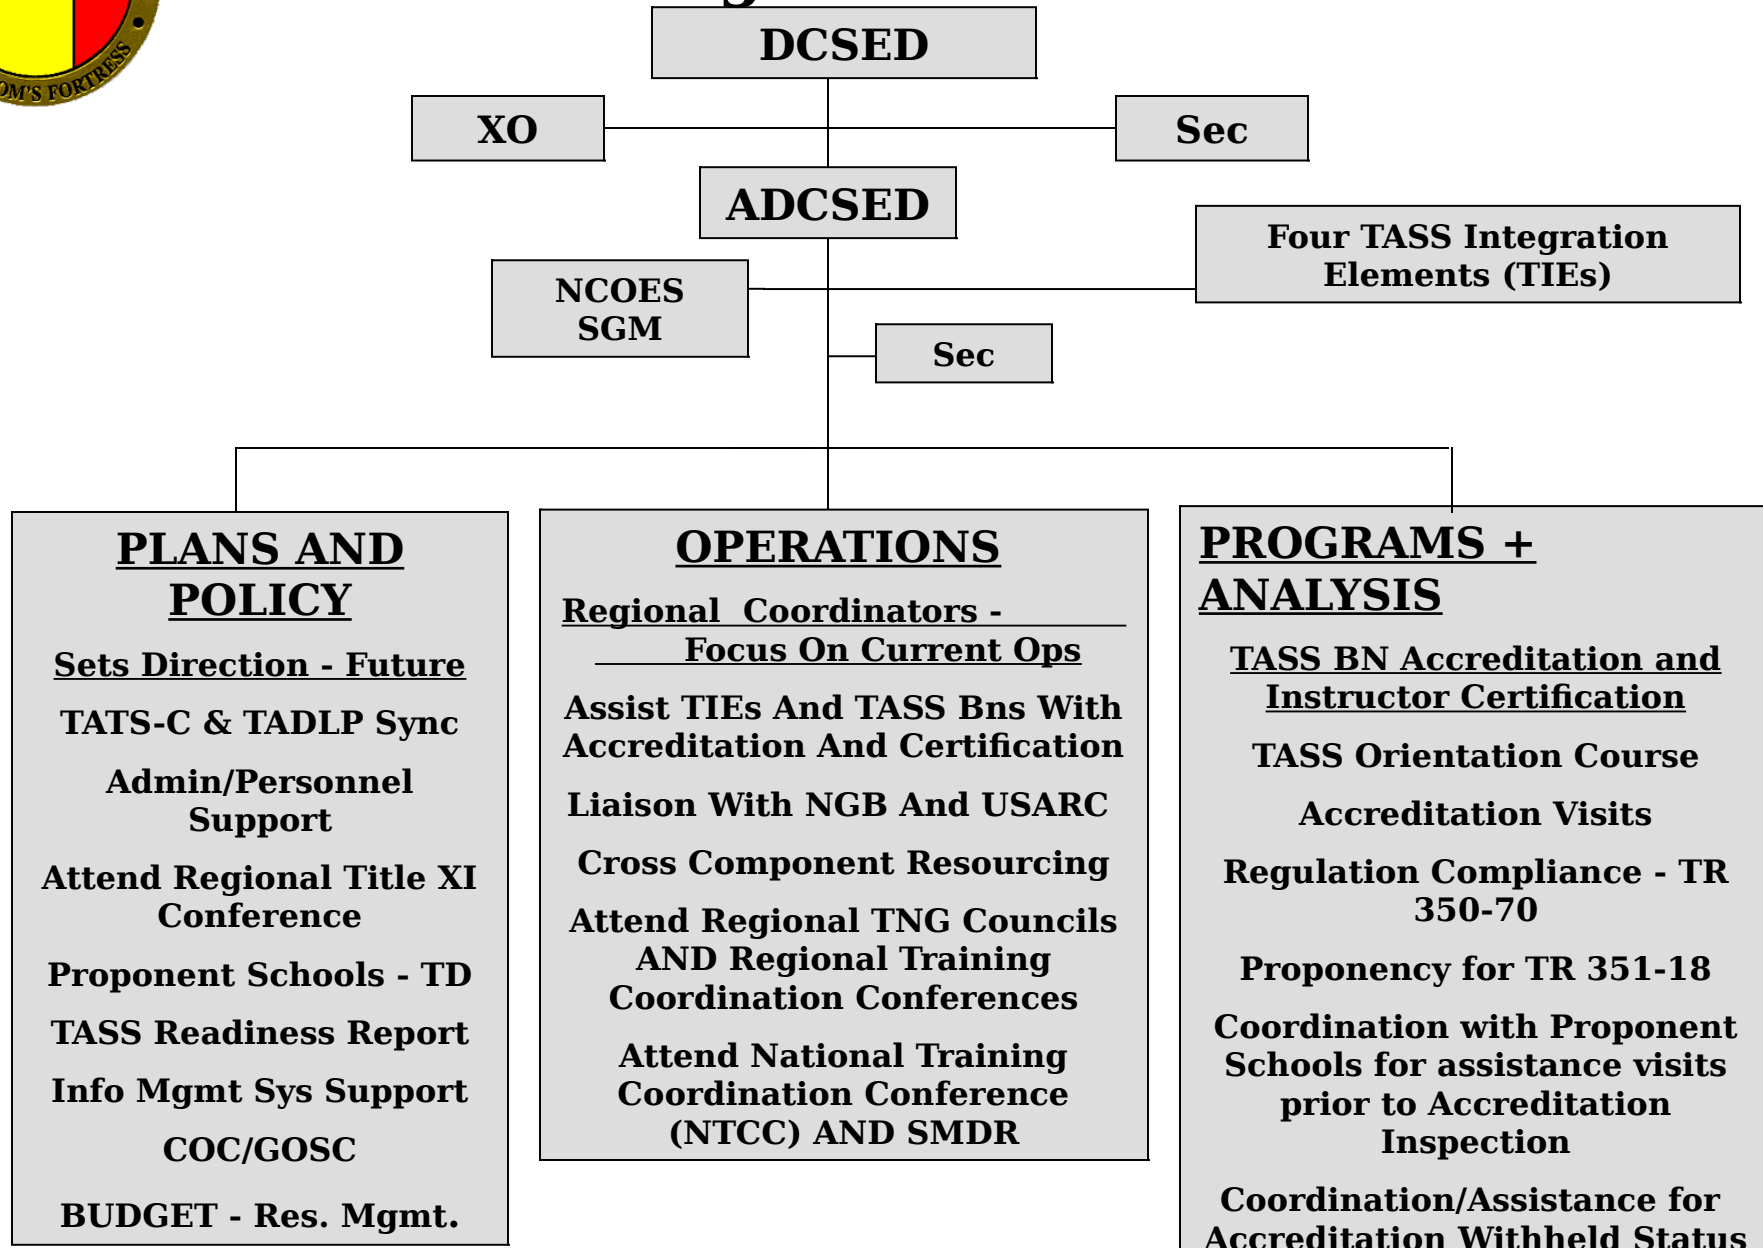 FORTRESS
DCSED
XO
Sec
ADCSED
Four TASS Integration
Elements (TIEs)
NCOES
SGM
Sec
PLANS AND
POLICY
Sets Direction - Future
TATS-C & TADLP Sync
Admin/Personnel
Support
Attend Regional Title XI
Conference
Proponent Schools - TD
TASS Readiness Report
Info Mgmt Sys Support
COC/GOSC
BUDGET - Res. Mgmt.
OPERATIONS
Regional Coordinators -
Focus On Current Ops
Assist TIEs And TASS Bns With
Accreditation And Certification
Liaison With NGB And USARC
Cross Component Resourcing
Attend Regional TNG Councils
AND Regional Training
Coordination Conferences
Attend National Training
Coordination Conference
(NTCC) AND SMDR
PROGRAMS +
ANALYSIS
TASS BN Accreditation and
Instructor Certification
TASS Orientation Course
Accreditation Visits
Regulation Compliance - TR
350-70
Proponency for TR 351-18
Coordination with Proponent
Schools for assistance visits
prior to Accreditation
Inspection
Coordination/Assistance for
Accreditation Withheld Status